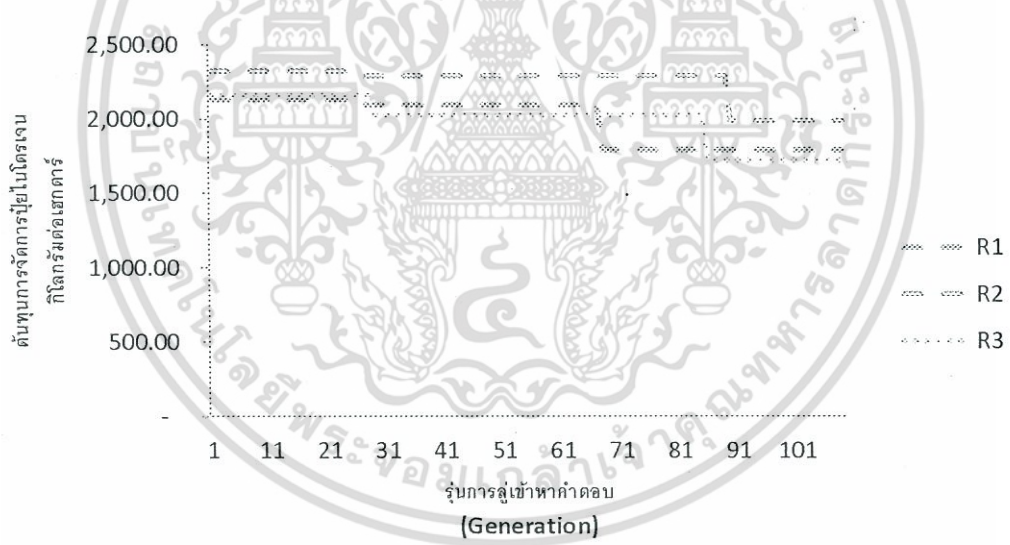 2,500.00
2,000.00
1,500.00
1,000.00
500.00
-
ต้นทุนการจัดการปุ๋ยไนโตรเจน
กิโลกรัมต่อเฮกตาร์
R1
R2
R3
1 11 21 31 41 51 61 71 81 91 101
รุ่นการลู่เข้าหาคำตอบ
(Generation)